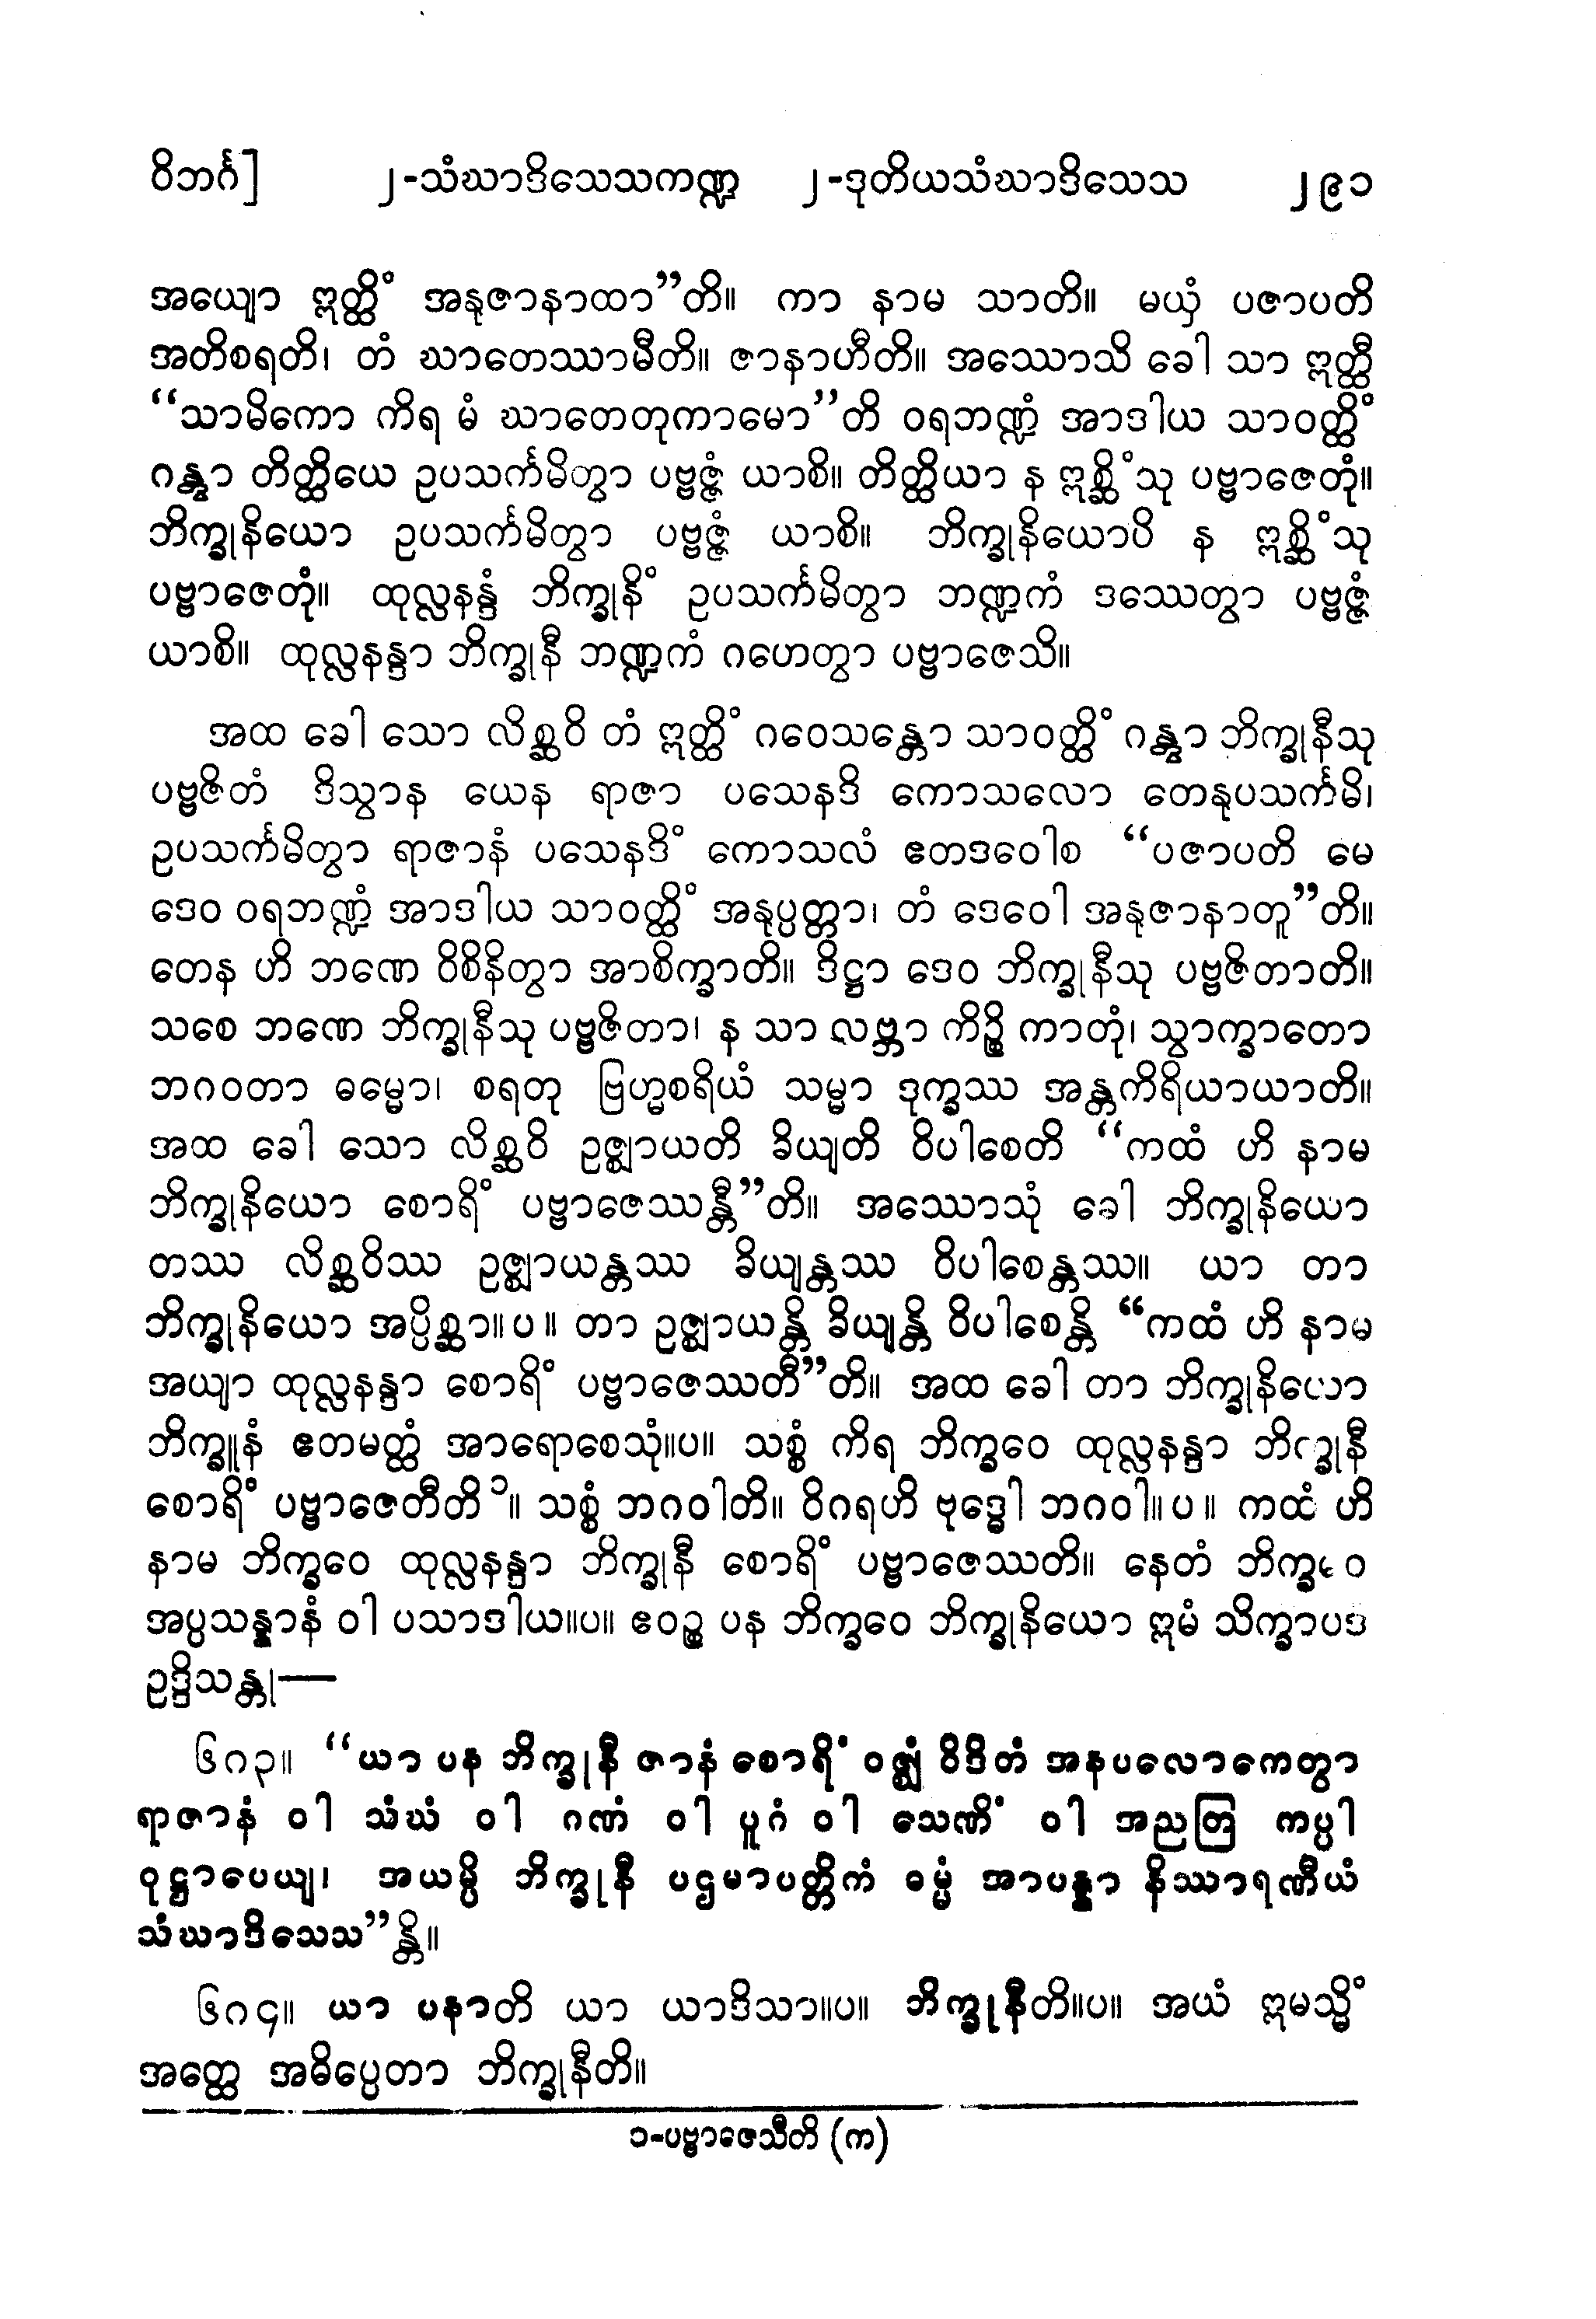 ဝိဘင်္ဂ] ၂-သံဃာဒိသေသကဏ္ဍ ၂-ဒုတိယသံဃာဒိသေသ ၂၉၁
အယျော ဣတ္ထိံ အနုဇာနာထာ”တိ။ ကာ နာမ သာတိ။ မယှံ ပဇာပတိ
အတိစရတိ၊ တံ ဃာတေဿာမီတိ။ ဇာနာဟီတိ။ အဿောသိ ခေါ သာ ဣတ္ထီ
“သာမိကော ကိရ မံ ဃာတေတုကာမော”တိ ဝရဘဏ္ဍံ အာဒါယ သာဝတ္ထိံ
ဂန္တွာ တိတ္ထိယေ ဥပသင်္ကမိတွာ ပဗ္ဗဇ္ဇံ ယာစိ။ တိတ္ထိယာ န ဣစ္ဆိံသု ပဗ္ဗာဇေတုံ။
ဘိက္ခုနိယော ဥပသင်္ကမိတွာ ပဗ္ဗဇ္ဇံ ယာစိ။ ဘိက္ခုနိယောပိ န ဣစ္ဆိံသု
ပဗ္ဗာဇေတုံ။ ထုလ္လနန္ဒံ ဘိက္ခုနိံ ဥပသင်္ကမိတွာ ဘဏ္ဍကံ ဒဿေတွာ ပဗ္ဗဇ္ဇံ
ယာစိ။ ထုလ္လနန္ဒာ ဘိက္ခုနီ ဘဏ္ဍကံ ဂဟေတွာ ပဗ္ဗာဇေသိ။
အထ ခေါ သော လိစ္ဆဝိ တံ ဣတ္ထိံ ဂဝေသန္တော သာဝတ္ထိံ ဂန္တွာ ဘိက္ခုနီသု
ပဗ္ဗဇိတံ ဒိသွာန ယေန ရာဇာ ပသေနဒိ ကောသလော တေနုပသင်္ကမိ၊
ဥပသင်္ကမိတွာ ရာဇာနံ ပသေနဒိံ ကောသလံ ဧတဒဝေါစ “ပဇာပတိ မေ
ဒေဝ ဝရဘဏ္ဍံ အာဒါယ သာဝတ္ထိံ အနုပ္ပတ္တာ၊ တံ ဒေဝေါ အနုဇာနာတူ”တိ။
တေန ဟိ ဘဏေ ဝိစိနိတွာ အာစိက္ခာတိ။ ဒိဋ္ဌာ ဒေဝ ဘိက္ခုနီသု ပဗ္ဗဇိတာတိ။
သစေ ဘဏေ ဘိက္ခုနီသု ပဗ္ဗဇိတာ၊ န သာ လဗ္ဘာ ကိဉ္စိ ကာတုံ၊ သွာက္ခာတော
ဘဂဝတာ ဓမ္မော၊ စရတု ဗြဟ္မစရိယံ သမ္မာ ဒုက္ခဿ အန္တကိရိယာယာတိ။
အထ ခေါ သော လိစ္ဆဝိ ဥဇ္ဈာယတိ ခိယျတိ ဝိပါစေတိ “ကထံ ဟိ နာမ
ဘိက္ခုနိယော စောရိံ ပဗ္ဗာဇေဿန္တီ”တိ။ အဿောသုံ ခေါ ဘိက္ခုနိယော
တဿ လိစ္ဆဝိဿ ဥဇ္ဈာယန္တဿ ခိယျန္တဿ ဝိပါစေန္တဿ။ ယာ တာ
ဘိက္ခုနိယော အပ္ပိစ္ဆာ။ပ။ တာ ဥဇ္ဈာယန္တိ ခိယျန္တိ ဝိပါစေန္တိ “ကထံ ဟိ နာမ
အယျာ ထုလ္လနန္ဒာ စောရိံ ပဗ္ဗာဇေဿတီ”တိ။ အထ ခေါ တာ ဘိက္ခုနိယော
ဘိက္ခူနံ ဧတမတ္ထံ အာရောစေသုံ။ပ။ သစ္စံ ကိရ ဘိက္ခဝေ ထုလ္လနန္ဒာ ဘိက္ခုနီ
စောရိံ ပဗ္ဗာဇေတီတိ ၁။ သစ္စံ ဘဂဝါတိ။ ဝိဂရဟိ ဗုဒ္ဓေါ ဘဂဝါ။ပ။ ကထံ ဟိ
နာမ ဘိက္ခဝေ ထုလ္လနန္ဒာ ဘိက္ခုနီ စောရိံ ပဗ္ဗာဇေဿတိ။ နေတံ ဘိက္ခဝေ
အပ္ပသန္နာနံ ဝါ ပသာဒါယ။ပ။ ဧဝဉ္စ ပန ဘိက္ခဝေ ဘိက္ခုနိယော ဣမံ သိက္ခာပဒ
ဥဒ္ဒိသန္တု—
၆၈၃။ “ယာ ပန ဘိက္ခုနီ ဇာနံ စောရိံ ဝဇ္ဈံ ဝိဒိတံ အနပလောကေတွာ
ရာဇာနံ ဝါ သံဃံ ဝါ ဂဏံ ဝါ ပူဂံ ဝါ သေဏိံ ဝါ အညတြ ကပ္ပါ
ဝုဋ္ဌာပေယျ၊ အယမ္ပိ ဘိက္ခုနီ ပဌမာပတ္တိကံ ဓမ္မံ အာပန္နာ နိဿာရဏီယံ
သံဃာဒိသေသ”န္တိ။
၆၈၄။ ယာ ပနာတိ ယာ ယာဒိသာ။ပ။ ဘိက္ခုနီတိ။ပ။ အယံ ဣမသ္မိံ
အတ္ထေ အဓိပ္ပေတာ ဘိက္ခုနီတိ။
၁-ပဗ္ဗာဇေသီတိ (က)